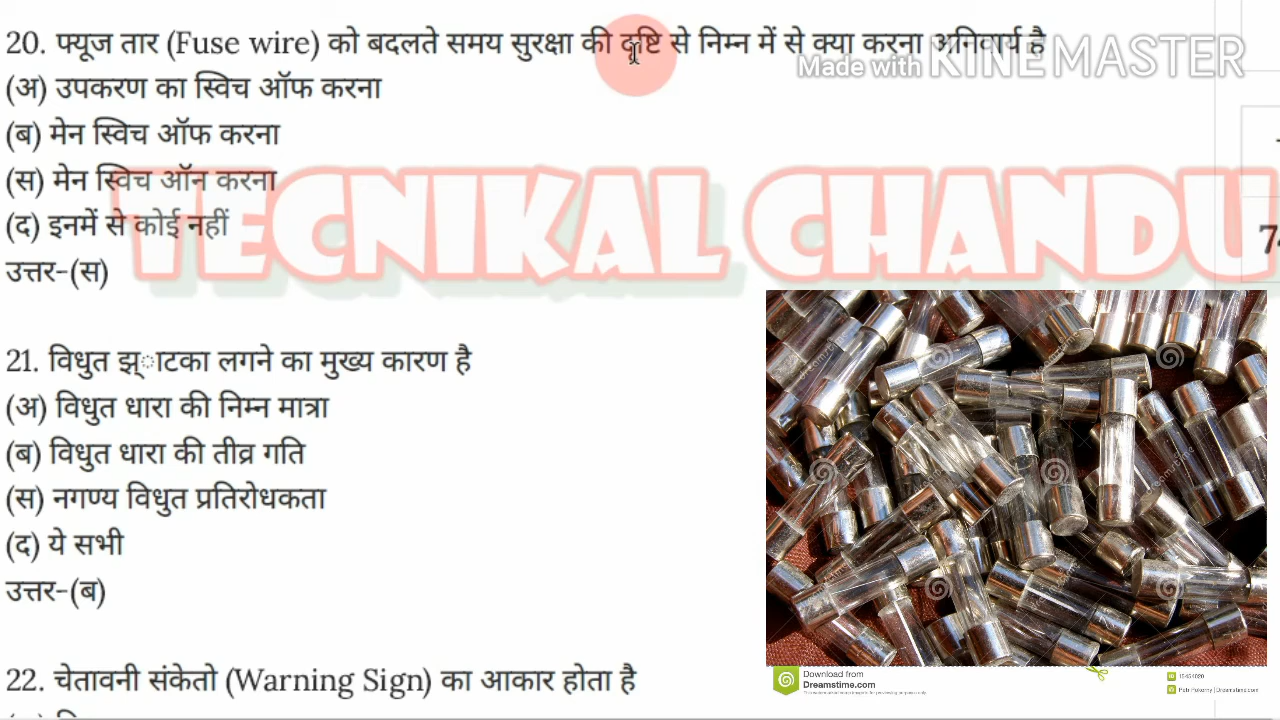 20. फ्यूज तार (Fuse wire) को बदलते समय सुरक्षा की दृष्टि से निम्न में से क्या करना अनिवार्य है
Made with KINEMASTER
(अ) उपकरण का स्विच ऑफ करना
(ब) मेन स्विच ऑफ करना
(स) मेन स्विच ऑन करना
(द) इनमें से कोई नहीं
उत्तर-(स)
TECNIKAL CHANDU
21. विधुत झ्ाटका लगने का मुख्य कारण है
(अ) विधुत धारा की निम्न मात्रा
(ब) विधुत धारा की तीव्र गति
(स) नगण्य विधुत प्रतिरोधकता
(द) ये सभी
उत्तर-(ब)
22. चेतावनी संकेतो (Warning Sign) का आकार होता है
Download from
Dreamstime.com